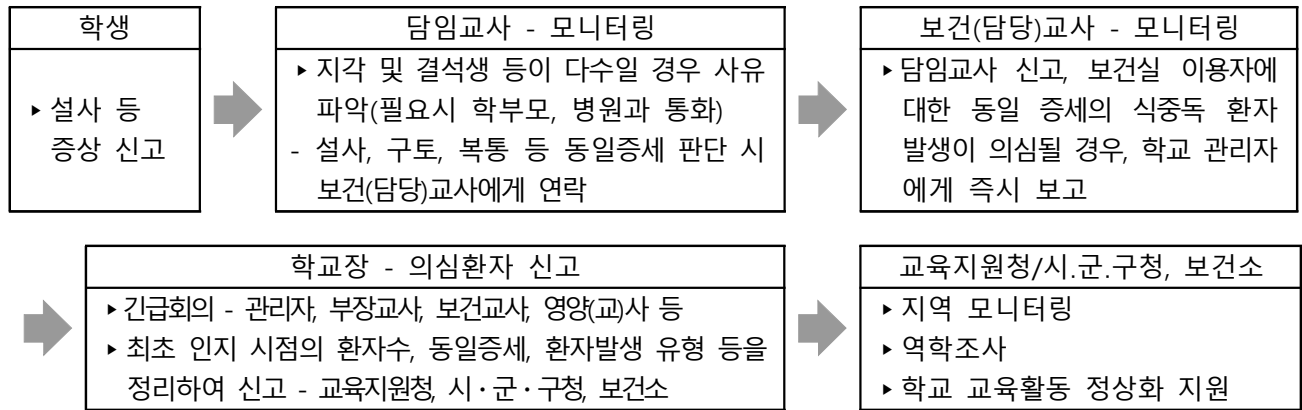 학생
▸설사 등
증상 신고
담임교사 - 모니터링
▸지각 및 결석생 등이 다수일 경우 사유
파악(필요시 학부모, 병원과 통화)
- 설사, 구토, 복통 등 동일증세 판단 시
보건(담당)교사에게 연락
보건(담당)교사 - 모니터링
▸담임교사 신고, 보건실 이용자에
대한 동일 증세의 식중독 환자
발생이 의심될 경우, 학교 관리자
에게 즉시 보고
학교장 - 의심환자 신고
▸긴급회의 - 관리자, 부장교사, 보건교사, 영양(교)사 등
▸최초 인지 시점의 환자수, 동일증세, 환자발생 유형 등을
정리하여 신고 - 교육지원청, 시·군·구청, 보건소
교육지원청/시.군.구청, 보건소
▸지역 모니터링
▸역학조사
▸학교 교육활동 정상화 지원